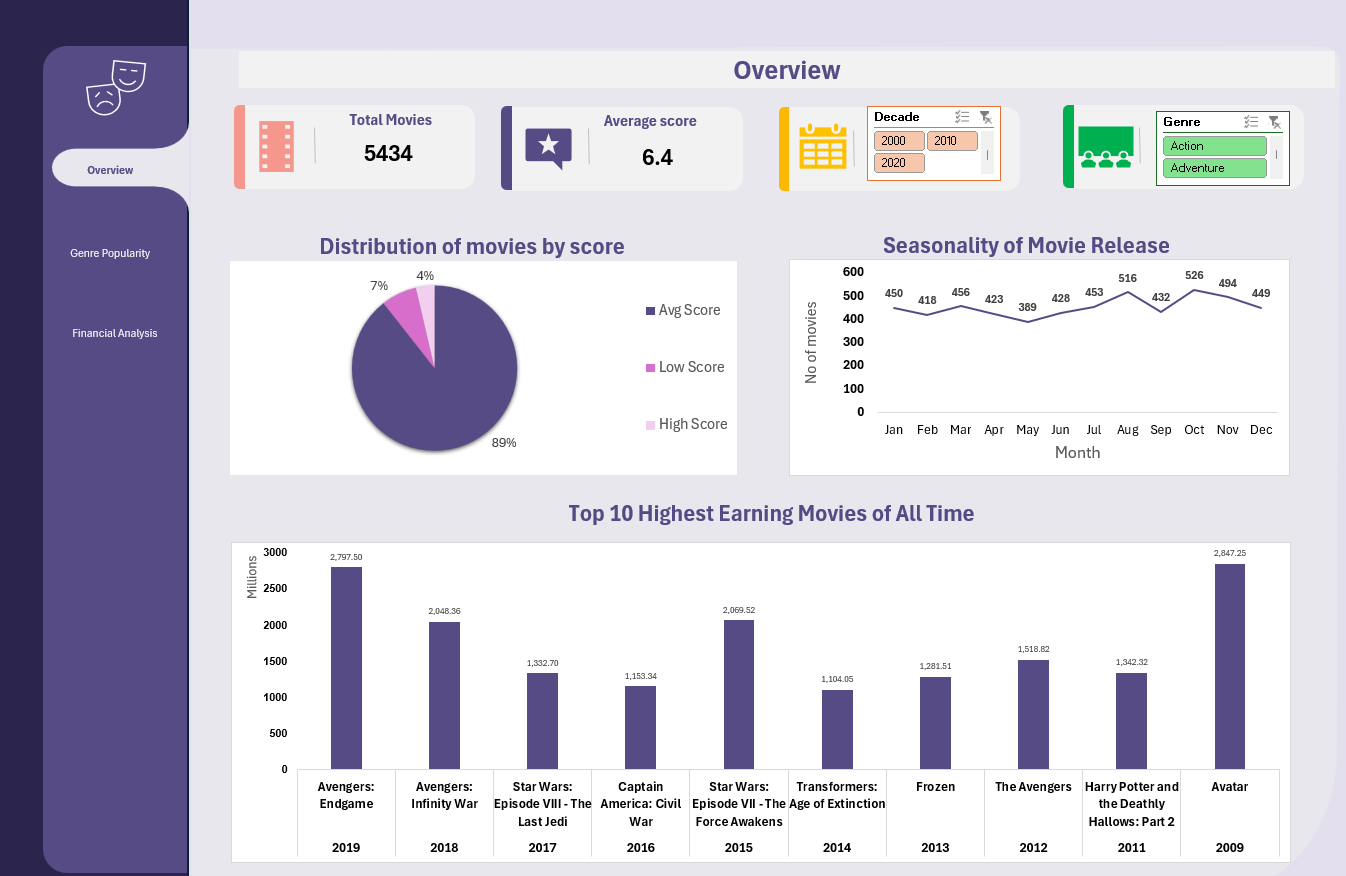 Overview
Total Movies
5434
Average score
6.4
Decade
2000
2010
2020
Genre
Action
Adventure
Overview
Genre Popularity
Financial Analysis
Distribution of movies by score
4%
7%
89%
Avg Score
Low Score
High Score
Seasonality of Movie Release
No of movies
600
500
400
300
200
100
0
450 418 456 423 389 428 453 516 432 526 494 449
Jan Feb Mar Apr May Jun Jul Aug Sep Oct Nov Dec
Month
Top 10 Highest Earning Movies of All Time
Millions
3000
2500
2000
1500
1000
500
0
2,797.50 2,048.36 1,332.70 1,153.34 2,069.52 1,104.05 1,281.51 1,518.82 1,342.32 2,847.25
Avengers:
Endgame
2019
Avengers:
Infinity War
2018
Star Wars:
Episode VIII - The
Last Jedi
2017
Captain
America: Civil
War
2016
Star Wars:
Episode VII - The
Force Awakens
2015
Transformers:
Age of Extinction
2014
Frozen
2013
The Avengers
2012
Harry Potter and
the Deathly
Hallows: Part 2
2011
Avatar
2009